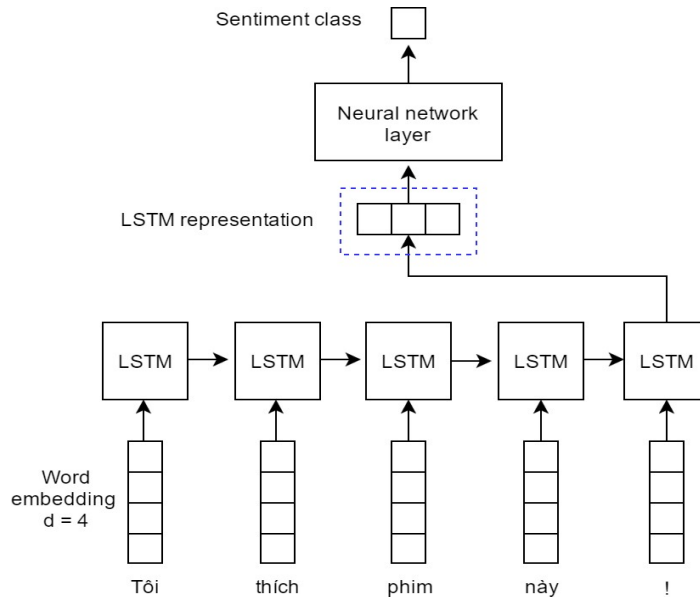 Sentiment class
Neural network
layer
LSTM representation
LSTM LSTM LSTM LSTM LSTM
Word
embedding
d = 4
Tôi thích phim này !